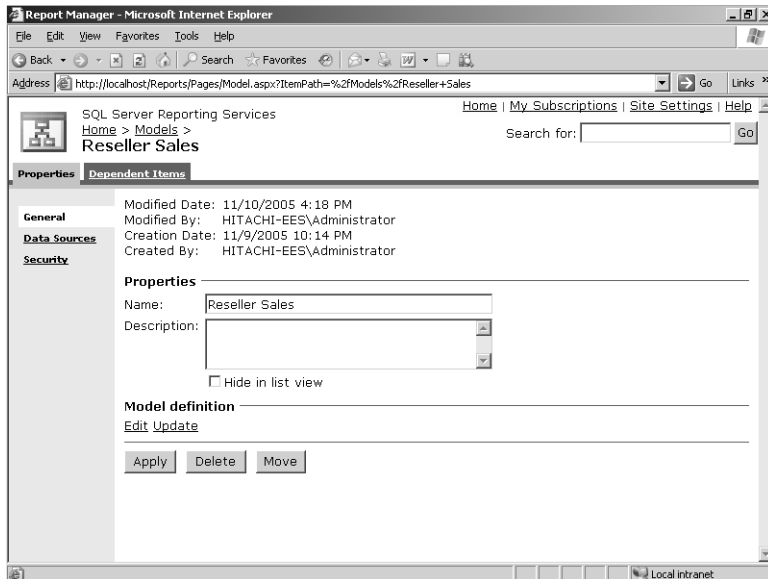 Report Manager - Microsoft Internet Explorer
File Edit View Favorites Tools Help
Back Search Favorites
Address http://localhost/Reports/Pages/Model.aspx?ItemPath=%2fModels%2fReseller+Sales Go Links »
Home | My Subscriptions | Site Settings | Help
SQL Server Reporting Services
Home > Models >
Reseller Sales
Search for: Go
Properties Dependent Items
General
Data Sources
Security
Modified Date: 11/10/2005 4:18 PM
Modified By: HITACHI-EES\Administrator
Creation Date: 11/9/2005 10:14 PM
Created By: HITACHI-EES\Administrator
Properties
Name: Reseller Sales
Description:
Hide in list view
Model definition
Edit Update
Apply Delete Move
Local intranet